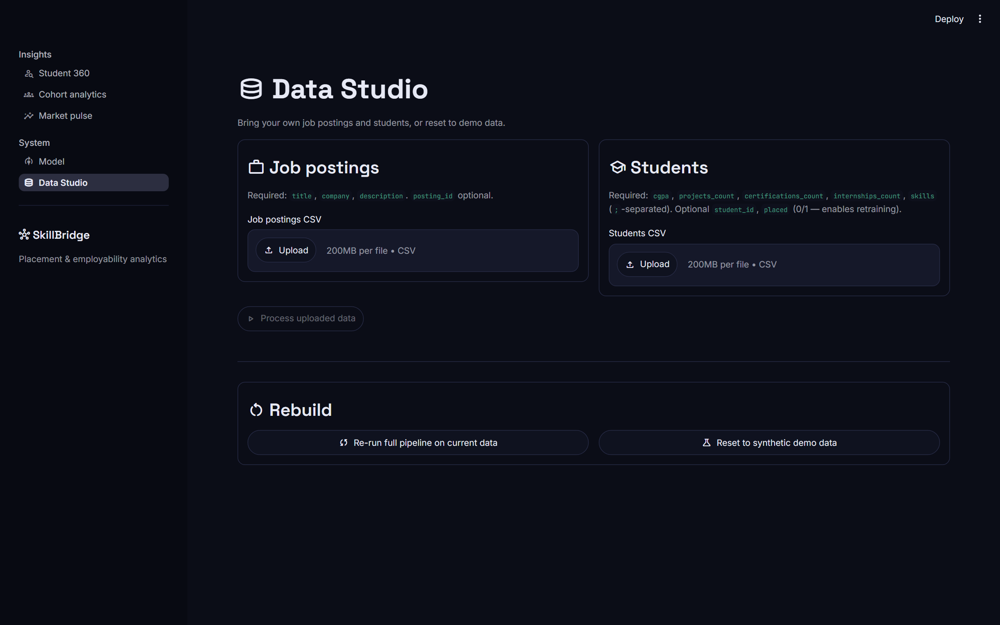 Deploy
Insights
Student 360
Cohort analytics
Market pulse
System
Model
Data Studio
SkillBridge
Placement & employability analytics
Data Studio
Bring your own job postings and students, or reset to demo data.
Job postings
Required: title, company, description. posting_id optional.
Job postings CSV
Upload
200MB per file • CSV
Students
Required: cgpa, projects_count, certifications_count, internships_count, skills
(;-separated). Optional student_id, placed (0/1 — enables retraining).
Students CSV
Upload
200MB per file • CSV
Process uploaded data
Rebuild
Re-run full pipeline on current data
Reset to synthetic demo data